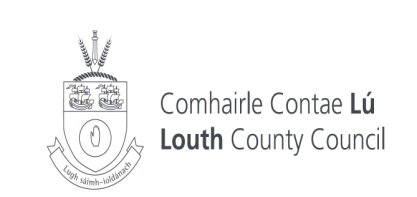 Comhairle Contae Lú
Louth County Council
Lugh sáimh-ioldánach